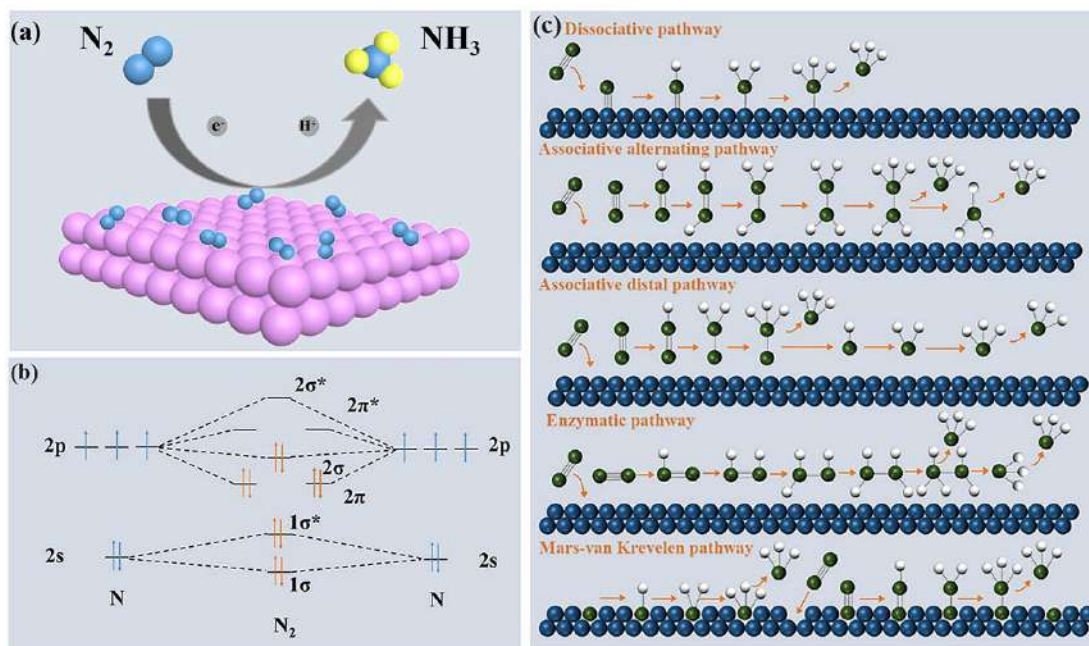 (a)
N₂
NH₃
e⁻
H⁺
(b)
2σ*
2π*
2p
2p
2σ
2π
1σ*
2s
2s
1σ
N
N
N₂
(c)
Dissociative pathway
Associative alternating pathway
Associative distal pathway
Enzymatic pathway
Mars-van Krevelen pathway